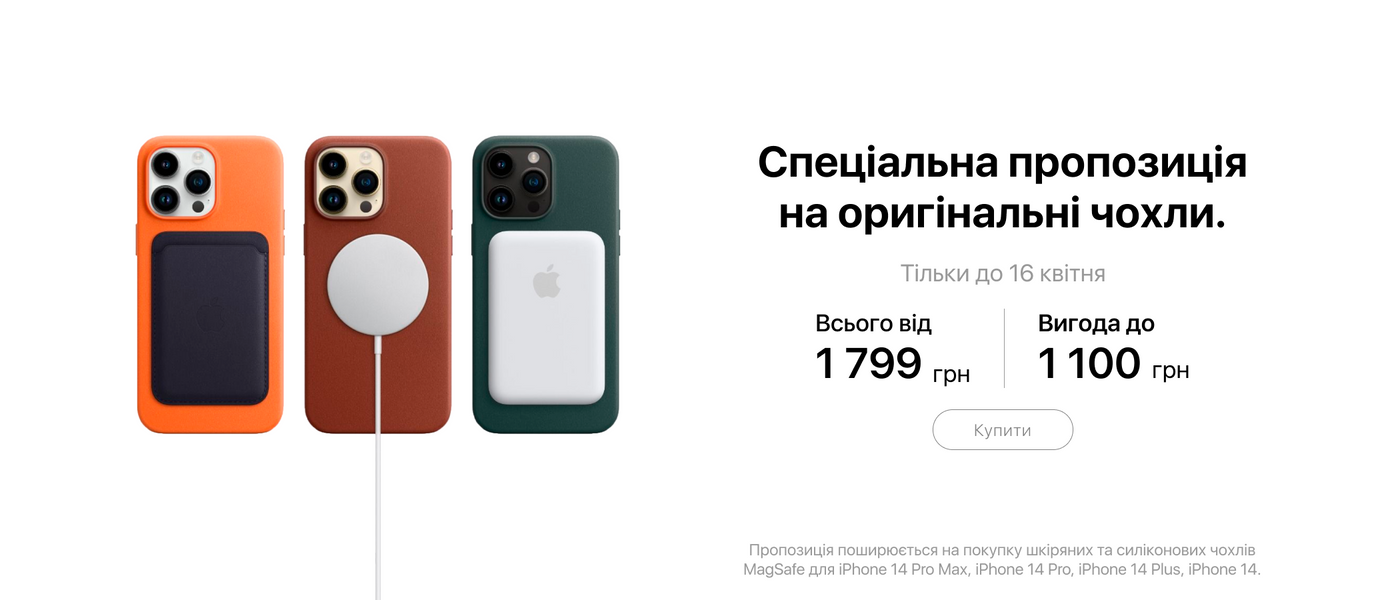 Спеціальна пропозиція
на оригінальні чохли.
Тільки до 16 квітня
Всього від
1 799 грн
Вигода до
1 100 грн
Купити
Пропозиція поширюється на покупку шкіряних та силіконових чохлів
MagSafe для iPhone 14 Pro Max, iPhone 14 Pro, iPhone 14 Plus, iPhone 14.